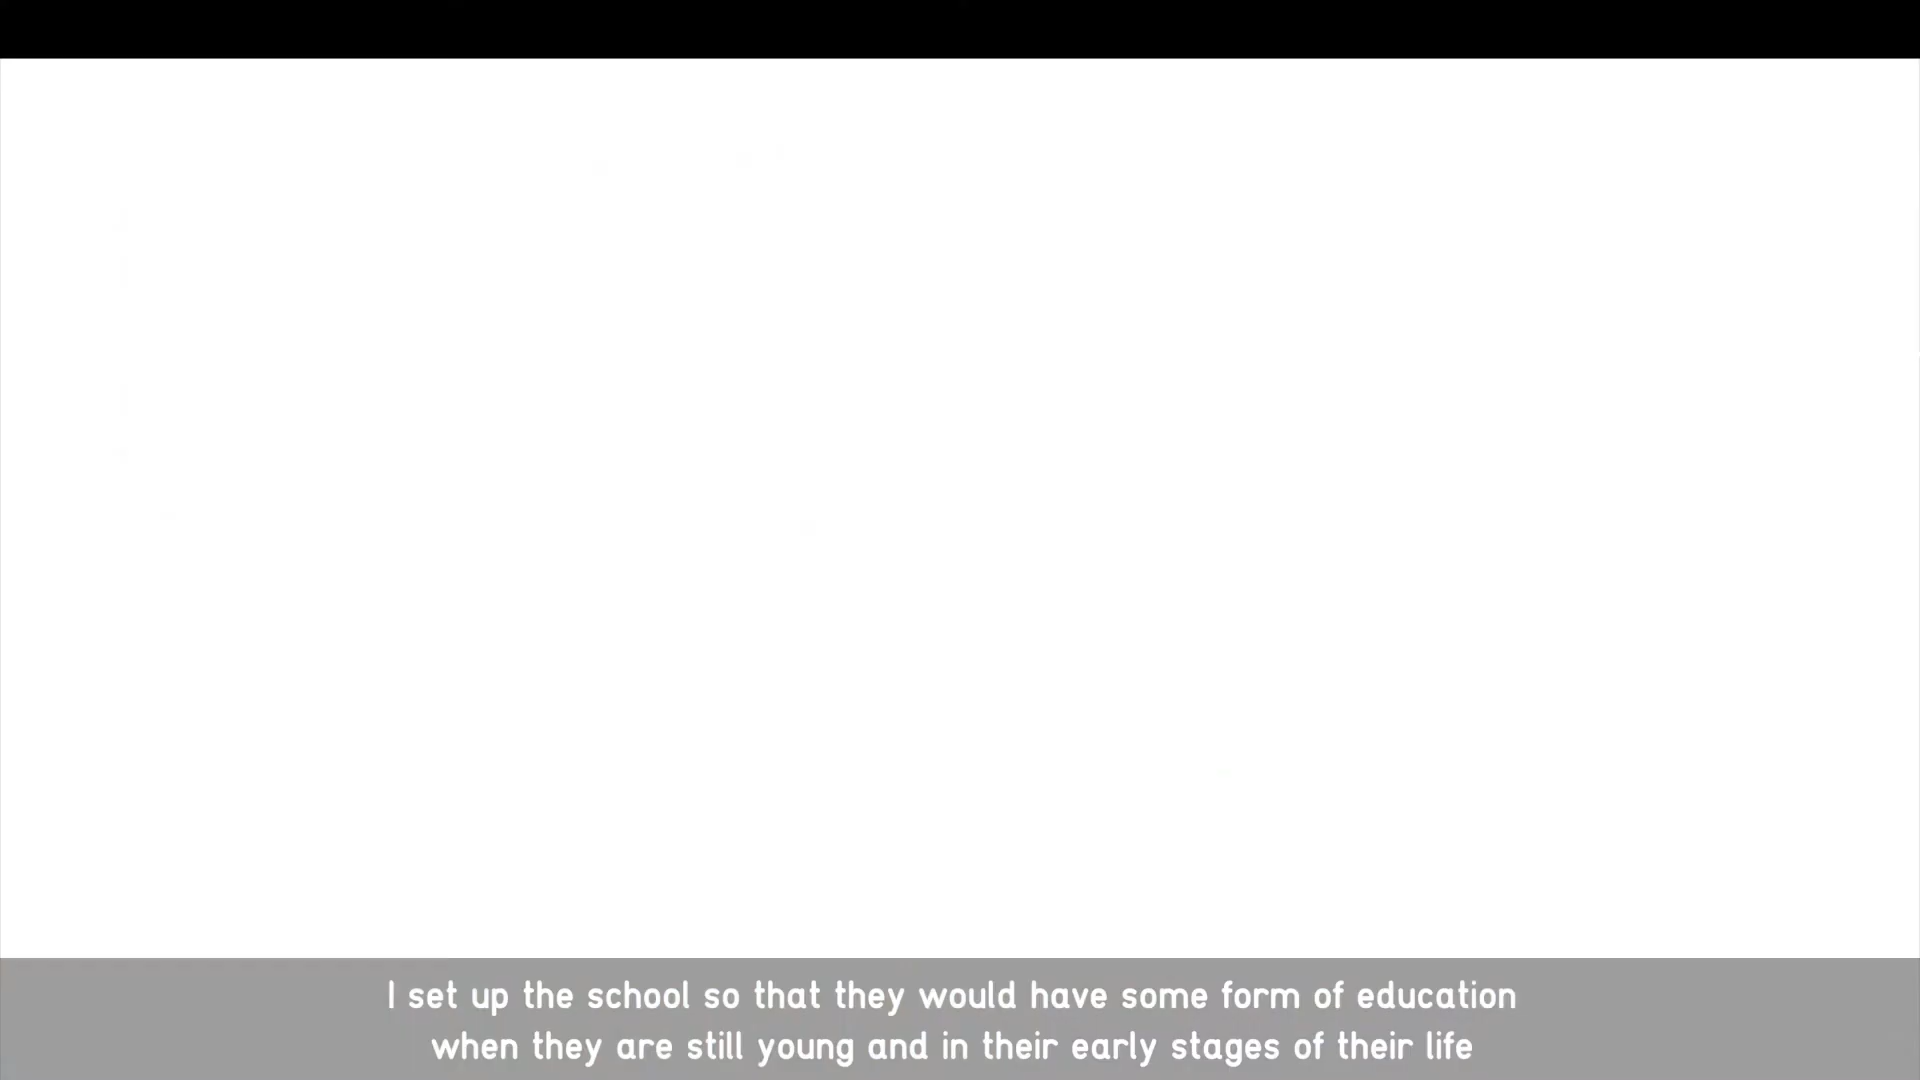 I set up the school so that they would have some form of education
when they are still young and in their early stages of their life